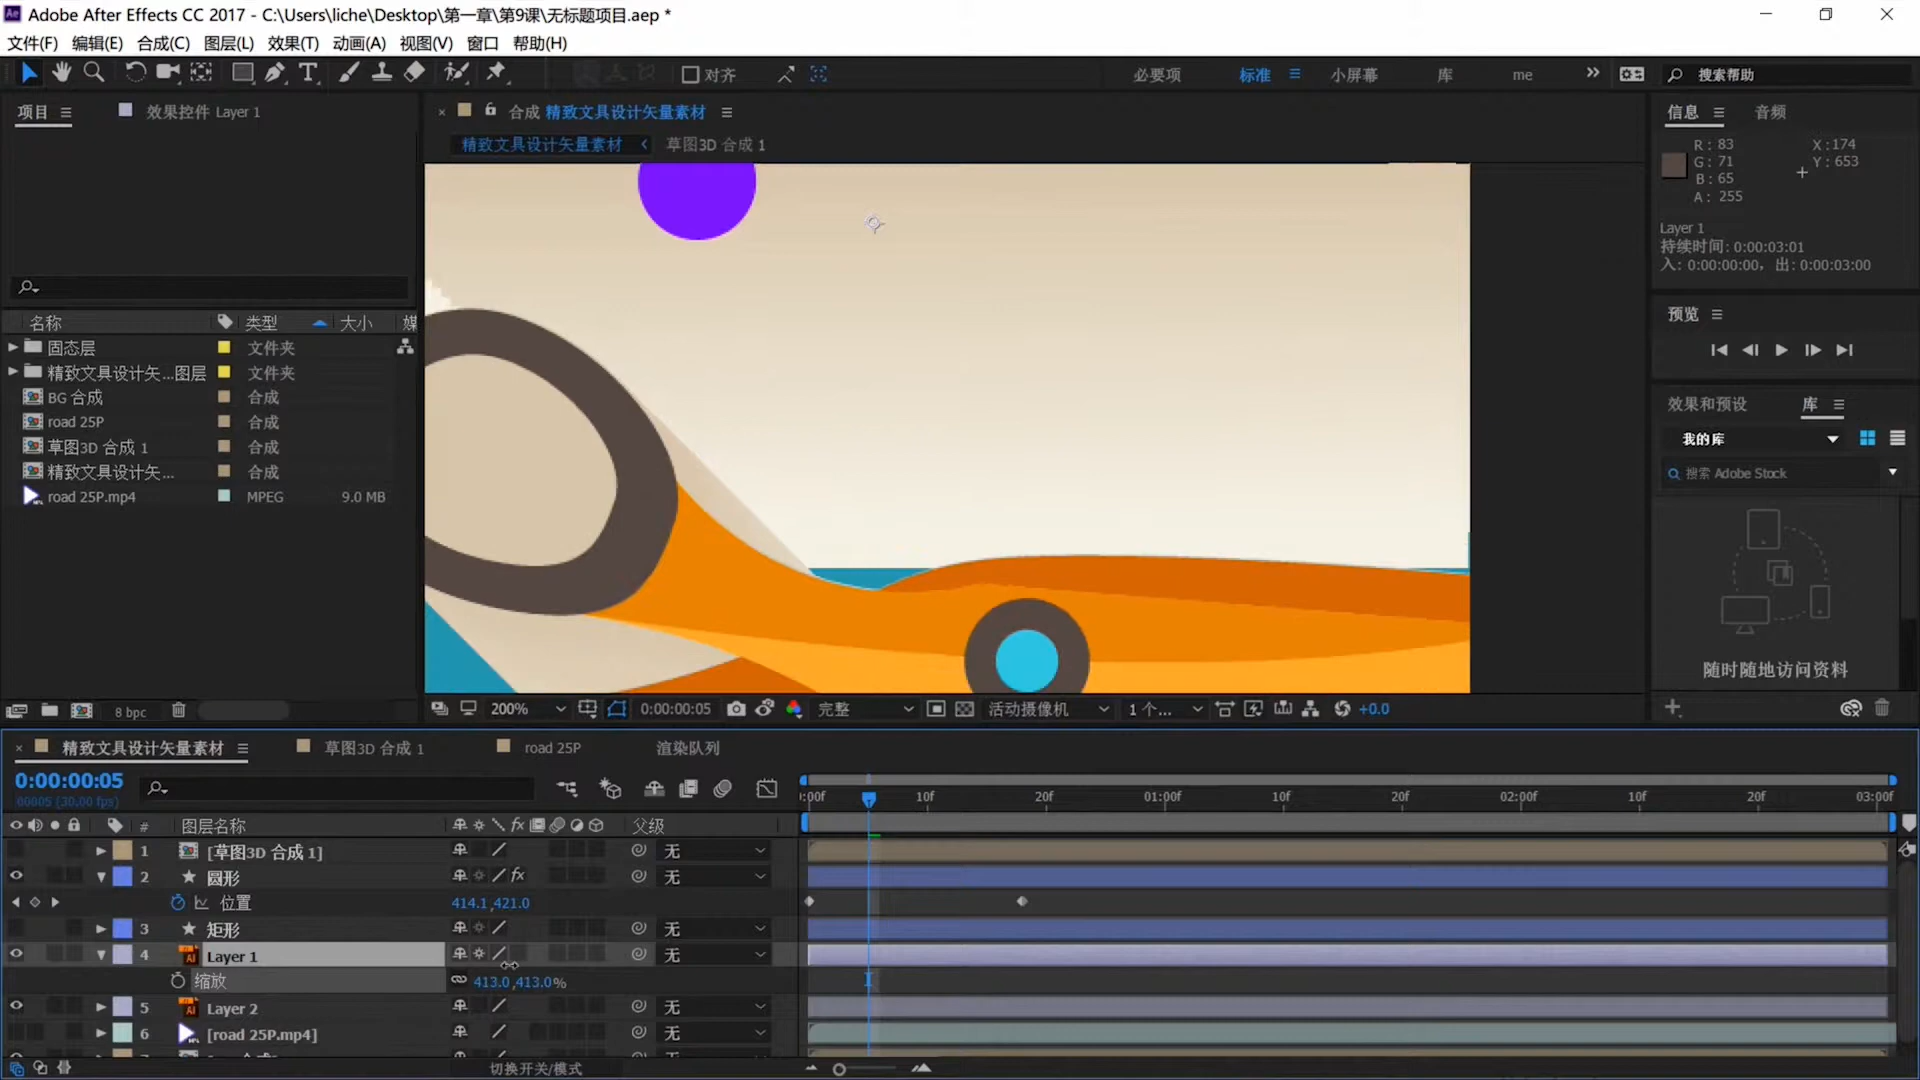 Adobe After Effects CC 2017 - C:\Users\liche\Desktop\第一章\第9课\无标题项目.aep *
文件(F) 编辑(E) 合成(C) 图层(L) 效果(T) 动画(A) 视图(V) 窗口 帮助(H)
对齐 必要项 标准 小屏幕 库 me 搜索帮助
项目 效果控件 Layer 1
合成 精致文具设计矢量素材
精致文具设计矢量素材 草图3D 合成 1
信息 音频
R: 83 X:174
G: 71 Y: 653
B: 65
A: 255
Layer 1
持续时间: 0:00:03:01
入: 0:00:00:00, 出: 0:00:03:00
预览
效果和预设 库
我的库
搜索 Adobe Stock
随时随地访问资料
名称 类型 大小 媒
固态层 文件夹
精致文具设计矢...图层 文件夹
BG 合成 合成
road 25P 合成
草图3D 合成 1 合成
精致文具设计矢... 合成
road 25P.mp4 MPEG 9.0 MB
8 bpc
200% 0:00:00:05 完整 活动摄像机 1 个... +0.0
精致文具设计矢量素材 草图3D 合成 1 road 25P 渲染队列
0:00:00:05
00005 (30.00 fps)
:00f 10f 20f 01:00f 10f 20f 02:00f 10f 20f 03:00f
# 图层名称 fx 父级
1 [草图3D 合成 1] 无
2 圆形 fx 无
位置 414.1,421.0
3 矩形 无
4 Ai Layer 1 无
缩放 413.0,413.0%
5 Ai Layer 2 无
6 [road 25P.mp4] 无
切换开关/模式